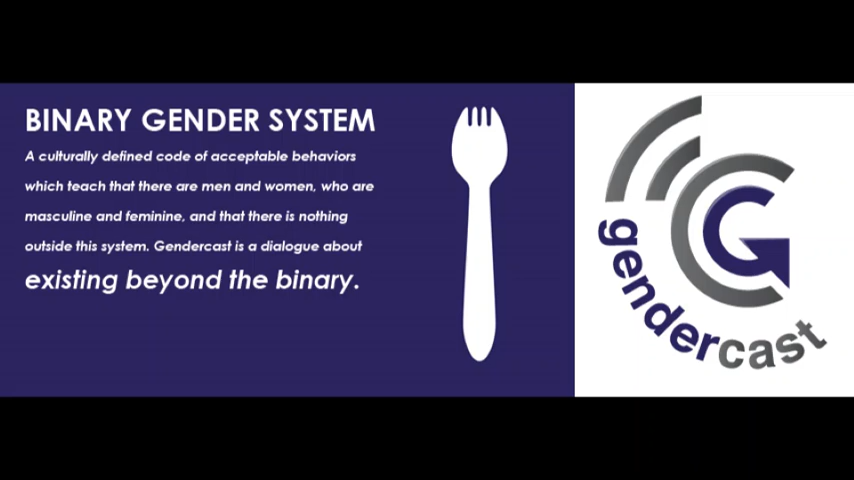 BINARY GENDER SYSTEM
A culturally defined code of acceptable behaviors
which teach that there are men and women, who are
masculine and feminine, and that there is nothing
outside this system. Gendercast is a dialogue about
existing beyond the binary.
G
gendercast